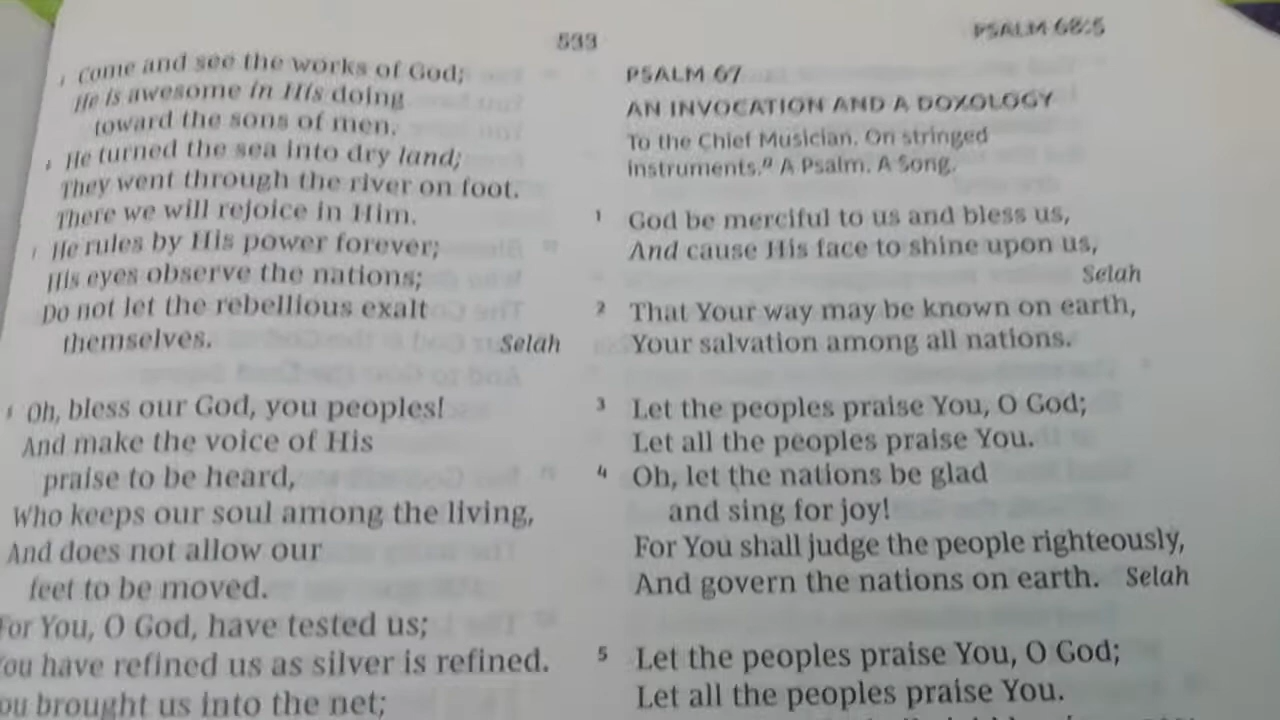 533
PSALM 68:5
Come and see the works of God;
He is awesome in His doing
toward the sons of men.
He turned the sea into dry land;
They went through the river on foot.
There we will rejoice in Him.
He rules by His power forever;
His eyes observe the nations;
Do not let the rebellious exalt
themselves. Selah
Oh, bless our God, you peoples!
And make the voice of His
praise to be heard,
Who keeps our soul among the living,
And does not allow our
feet to be moved.
For You, O God, have tested us;
You have refined us as silver is refined.
You brought us into the net;
PSALM 67
AN INVOCATION AND A DOXOLOGY
To the Chief Musician. On stringed
instruments.a A Psalm. A Song.
1 God be merciful to us and bless us,
And cause His face to shine upon us,
Selah
2 That Your way may be known on earth,
Your salvation among all nations.
3 Let the peoples praise You, O God;
Let all the peoples praise You.
4 Oh, let the nations be glad
and sing for joy!
For You shall judge the people righteously,
And govern the nations on earth. Selah
5 Let the peoples praise You, O God;
Let all the peoples praise You.